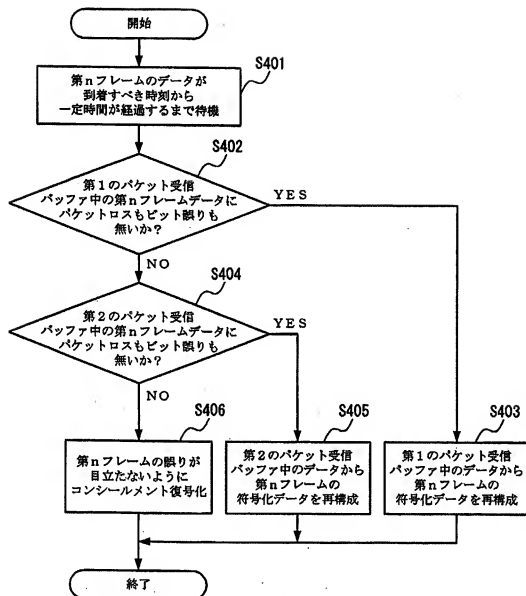 開始
S401
第nフレームのデータが
到着すべき時刻から
一定時間が経過するまで待機
S402
第1のパケット受信
バッファ中の第nフレームデータに
パケットロスもビット誤りも
無いか?
YES
NO
S404
第2のパケット受信
バッファ中の第nフレームデータに
パケットロスもビット誤りも
無いか?
YES
NO
S406
第nフレームの誤りが
目立たないように
コンシールメント復号化
S405
第2のパケット受信
バッファ中のデータから
第nフレームの
符号化データを再構成
S403
第1のパケット受信
バッファ中のデータから
第nフレームの
符号化データを再構成
終了